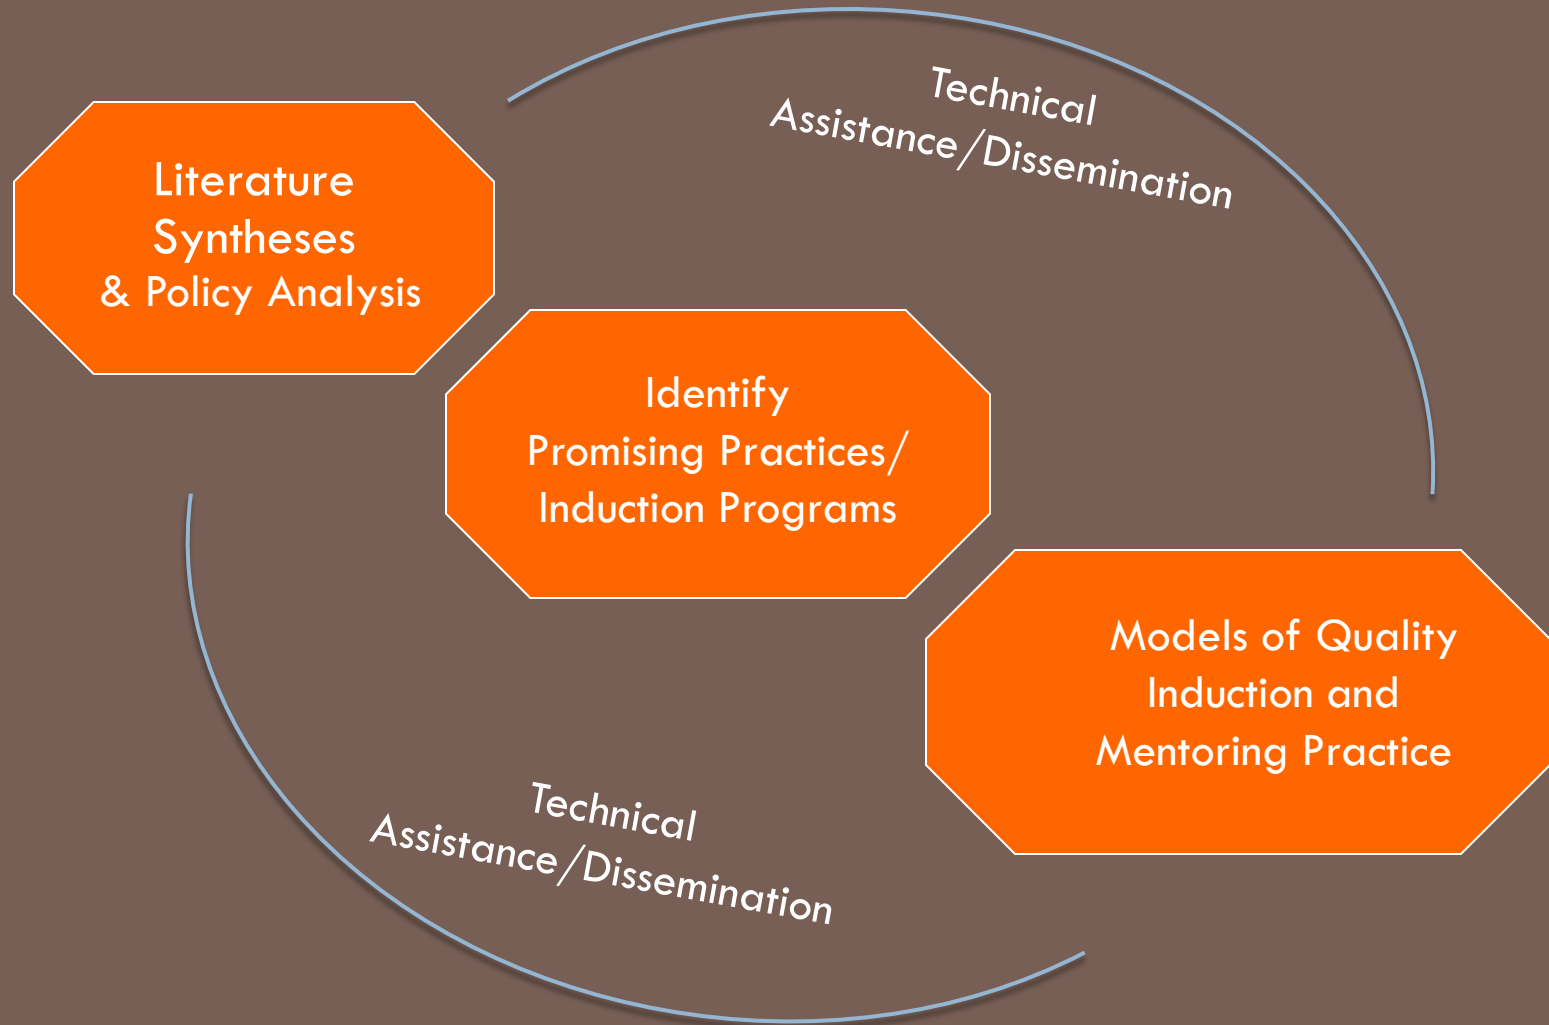 Technical
Assistance/Dissemination
Literature
Syntheses
& Policy Analysis
Identify
Promising Practices/
Induction Programs
Models of Quality
Induction and
Mentoring Practice
Technical
Assistance/Dissemination